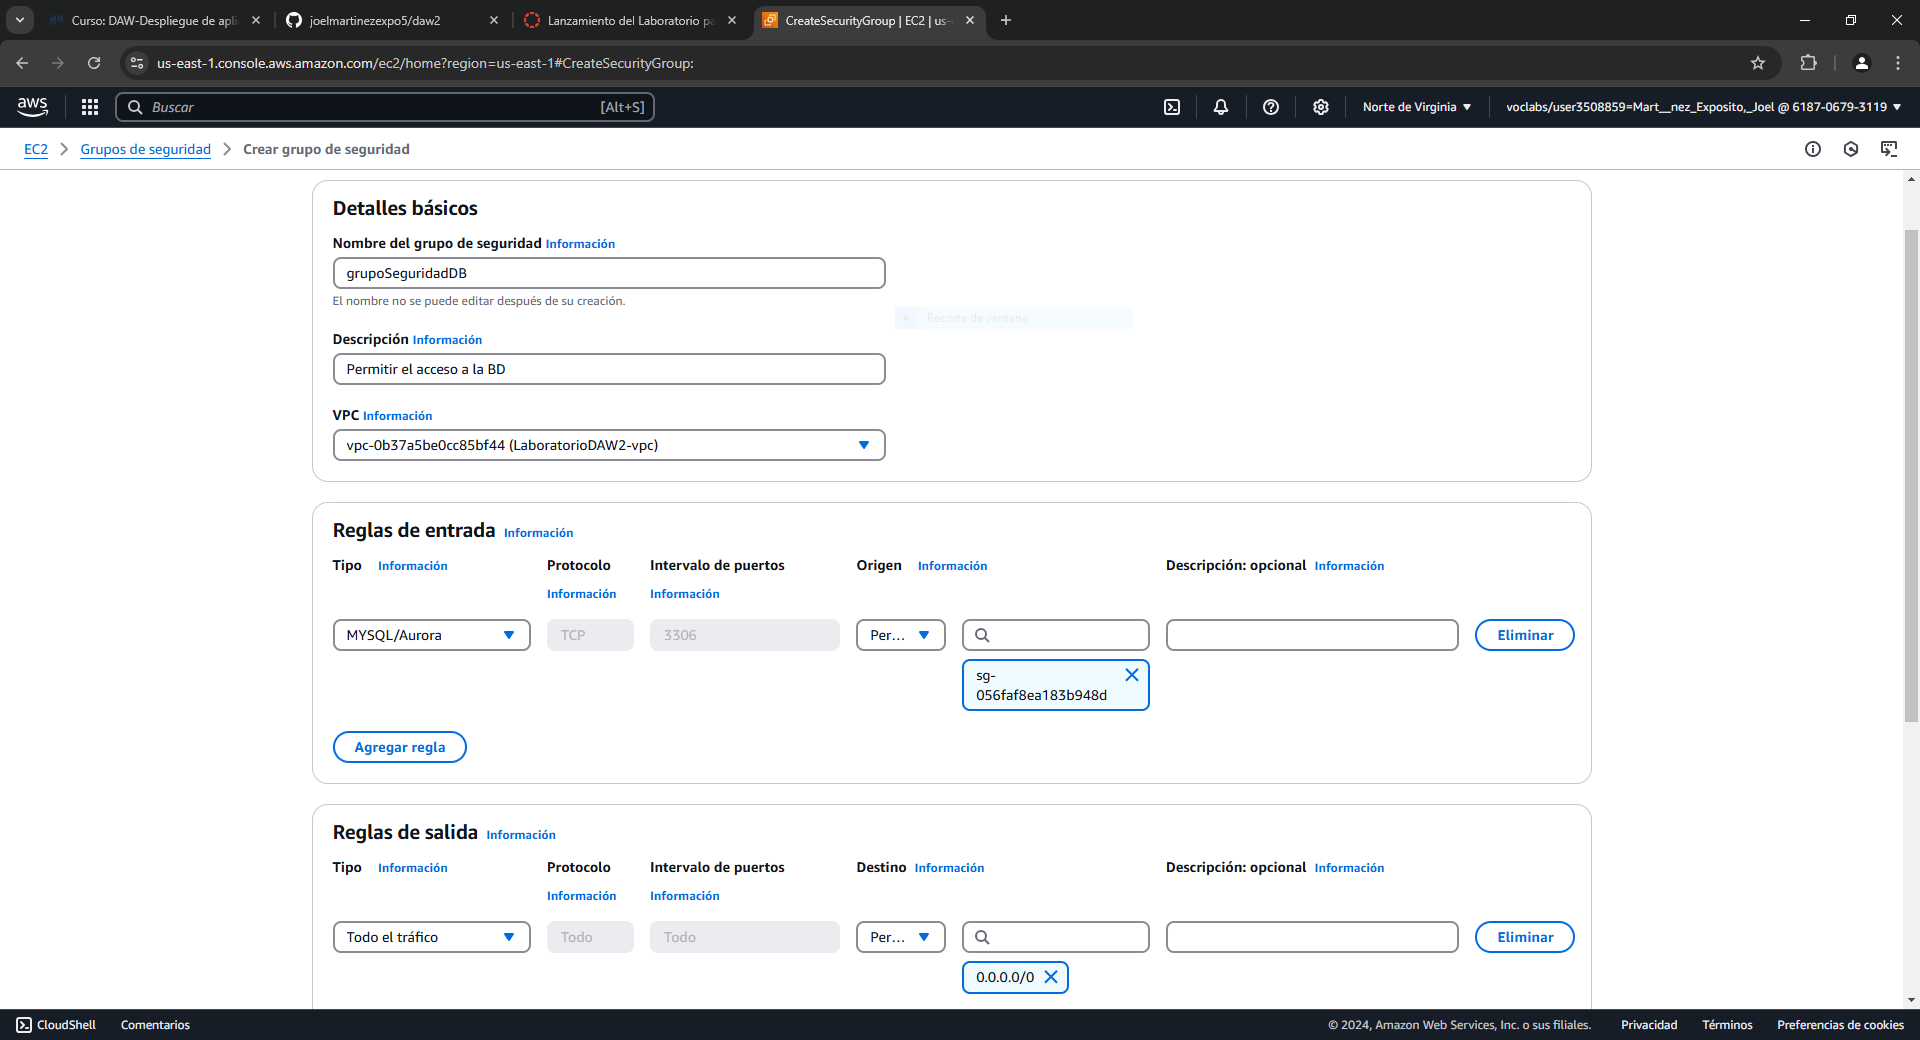 Curso: DAW-Despliegue de apli
joelmartinezexpo5/daw2
Lanzamiento del Laboratorio pa
CreateSecurityGroup | EC2 | us-e
us-east-1.console.aws.amazon.com/ec2/home?region=us-east-1#CreateSecurityGroup:
aws
Buscar
[Alt+S]
Norte de Virginia
voclabs/user3508859=Mart__nez_Exposito,_Joel @ 6187-0679-3119
EC2 > Grupos de seguridad > Crear grupo de seguridad
Detalles básicos
Nombre del grupo de seguridad Información
grupoSeguridadDB
El nombre no se puede editar después de su creación.
Recorte de ventana
Descripción Información
Permitir el acceso a la BD
VPC Información
vpc-0b37a5be0cc85bf44 (LaboratorioDAW2-vpc)
Reglas de entrada Información
Tipo Información Protocolo Intervalo de puertos Origen Información Descripción: opcional Información
Información Información
MYSQL/Aurora TCP 3306 Per... Eliminar
sg-
056faf8ea183b948d
Agregar regla
Reglas de salida Información
Tipo Información Protocolo Intervalo de puertos Destino Información Descripción: opcional Información
Información Información
Todo el tráfico Todo Todo Per... Eliminar
0.0.0.0/0
CloudShell Comentarios © 2024, Amazon Web Services, Inc. o sus filiales. Privacidad Términos Preferencias de cookies